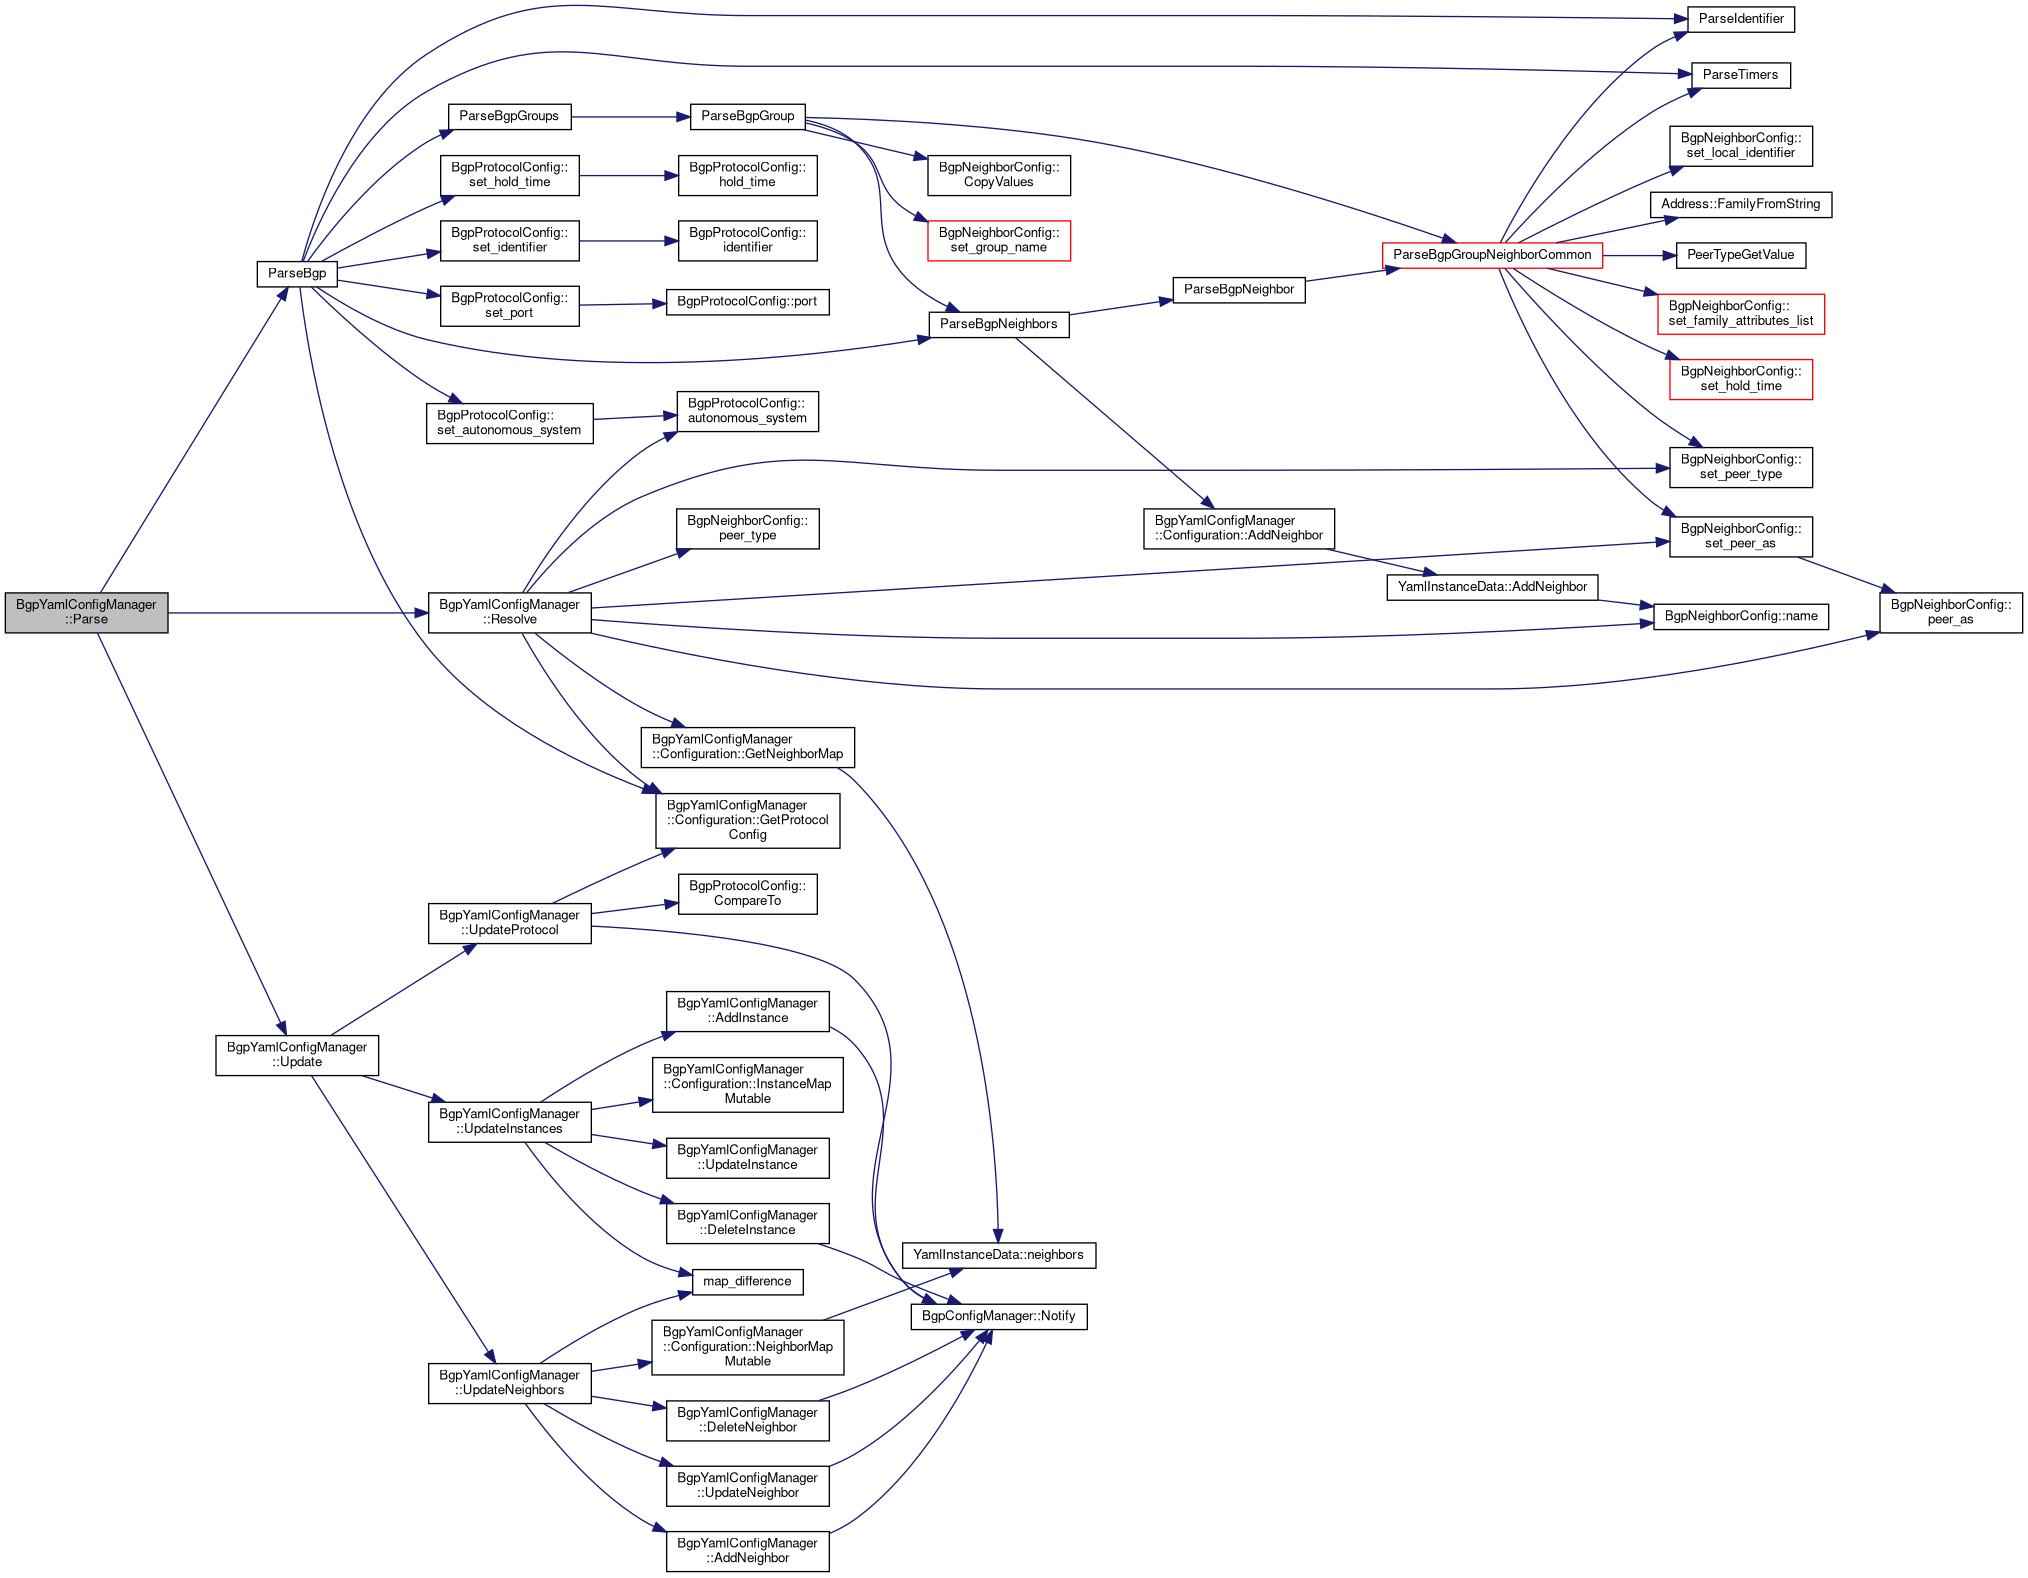 ParseIdentifier
ParseTimers
ParseBgpGroups
ParseBgpGroup
BgpNeighborConfig::
set_local_identifier
BgpProtocolConfig::
set_hold_time
BgpProtocolConfig::
hold_time
BgpNeighborConfig::
CopyValues
Address::FamilyFromString
BgpProtocolConfig::
set_identifier
BgpProtocolConfig::
identifier
BgpNeighborConfig::
set_group_name
ParseBgpGroupNeighborCommon
PeerTypeGetValue
ParseBgp
ParseBgpNeighbor
BgpProtocolConfig::
set_port
BgpProtocolConfig::port
BgpNeighborConfig::
set_family_attributes_list
ParseBgpNeighbors
BgpNeighborConfig::
set_hold_time
BgpProtocolConfig::
set_autonomous_system
BgpProtocolConfig::
autonomous_system
BgpNeighborConfig::
set_peer_type
BgpNeighborConfig::
peer_type
BgpYamlConfigManager
::Configuration::AddNeighbor
BgpNeighborConfig::
set_peer_as
YamlInstanceData::AddNeighbor
BgpYamlConfigManager
::Parse
BgpYamlConfigManager
::Resolve
BgpNeighborConfig::name
BgpNeighborConfig::
peer_as
BgpYamlConfigManager
::Configuration::GetNeighborMap
BgpYamlConfigManager
::Configuration::GetProtocol
Config
BgpProtocolConfig::
CompareTo
BgpYamlConfigManager
::UpdateProtocol
BgpYamlConfigManager
::AddInstance
BgpYamlConfigManager
::Update
BgpYamlConfigManager
::Configuration::InstanceMap
Mutable
BgpYamlConfigManager
::UpdateInstances
BgpYamlConfigManager
::UpdateInstance
BgpYamlConfigManager
::DeleteInstance
YamlInstanceData::neighbors
map_difference
BgpConfigManager::Notify
BgpYamlConfigManager
::Configuration::NeighborMap
Mutable
BgpYamlConfigManager
::UpdateNeighbors
BgpYamlConfigManager
::DeleteNeighbor
BgpYamlConfigManager
::UpdateNeighbor
BgpYamlConfigManager
::AddNeighbor